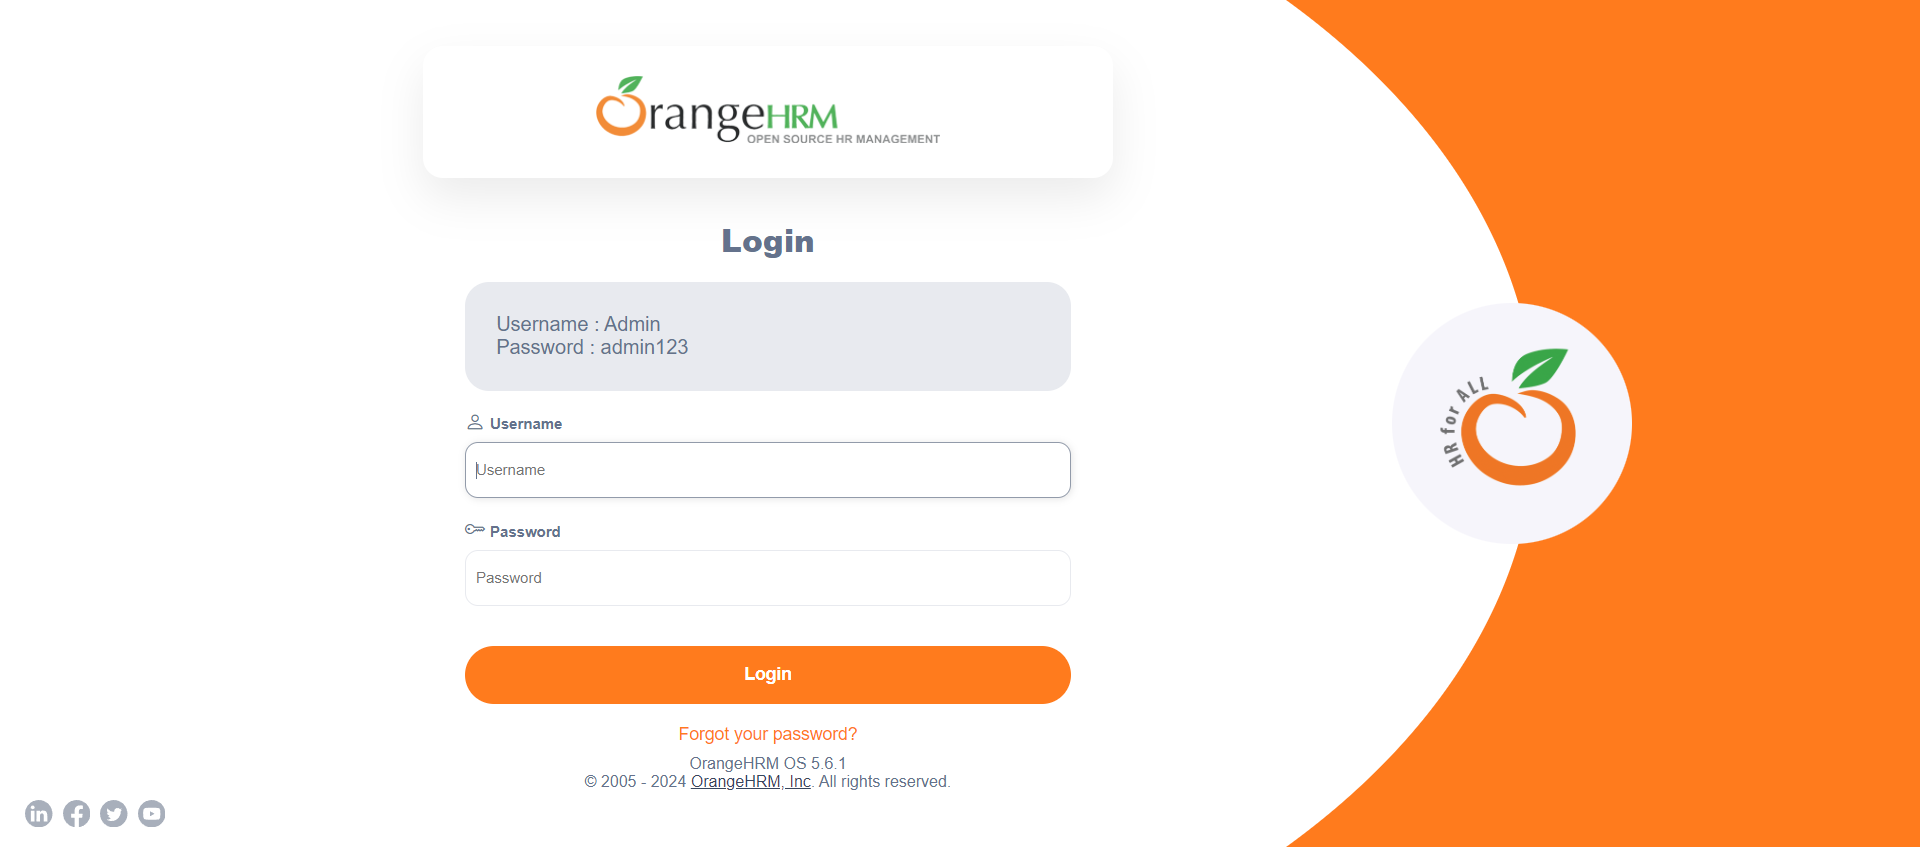 OrangeHRM
OPEN SOURCE HR MANAGEMENT
Login
Username : Admin
Password : admin123
Username
Username
Password
Password
Login
Forgot your password?
OrangeHRM OS 5.6.1
© 2005 - 2024 OrangeHRM, Inc. All rights reserved.
HR for ALL